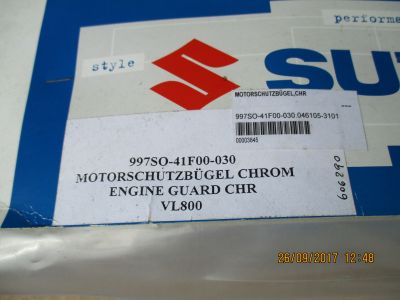 performa
style
SU
MOTORSCHUTZBÜGEL,CHR
997SO-41F00-030.046105-3101
00003845
997SO-41F00-030
MOTORSCHUTZBÜGEL CHROM
ENGINE GUARD CHR
VL800
606290
26/09/2017 12:48